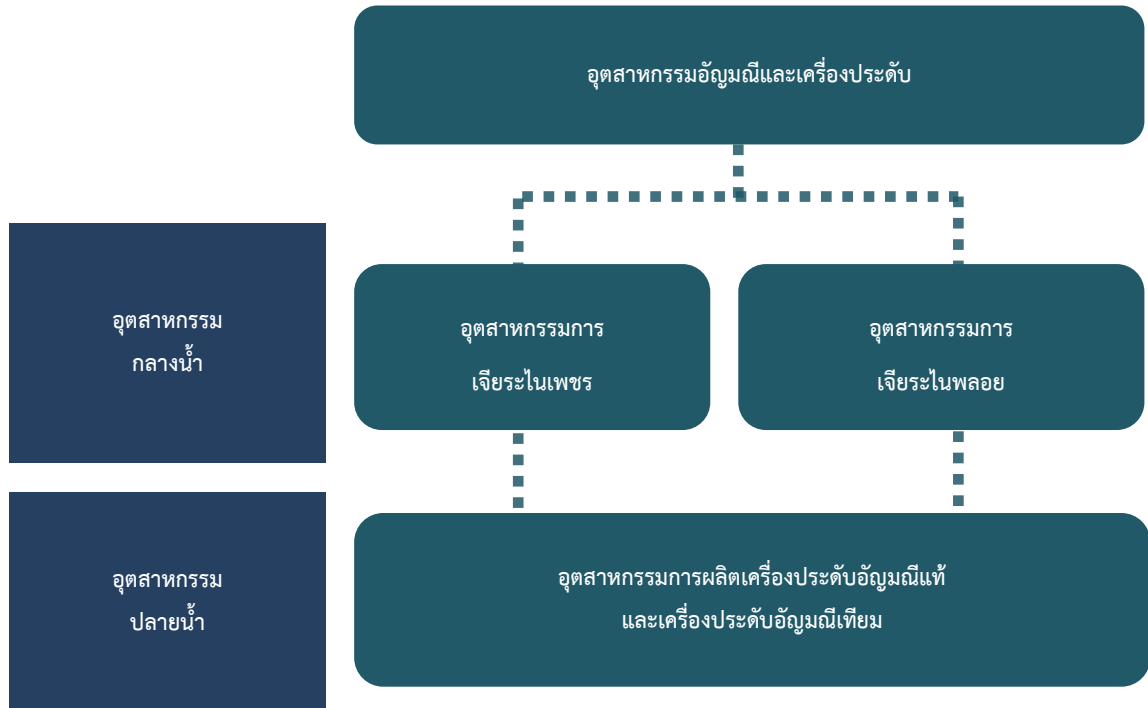 อุตสาหกรรมอัญมณีและเครื่องประดับ
อุตสาหกรรม
กลางน้ำ
อุตสาหกรรมการ
เจียระไนเพชร
อุตสาหกรรมการ
เจียระไนพลอย
อุตสาหกรรม
ปลายน้ำ
อุตสาหกรรมการผลิตเครื่องประดับอัญมณีแท้
และเครื่องประดับอัญมณีเทียม